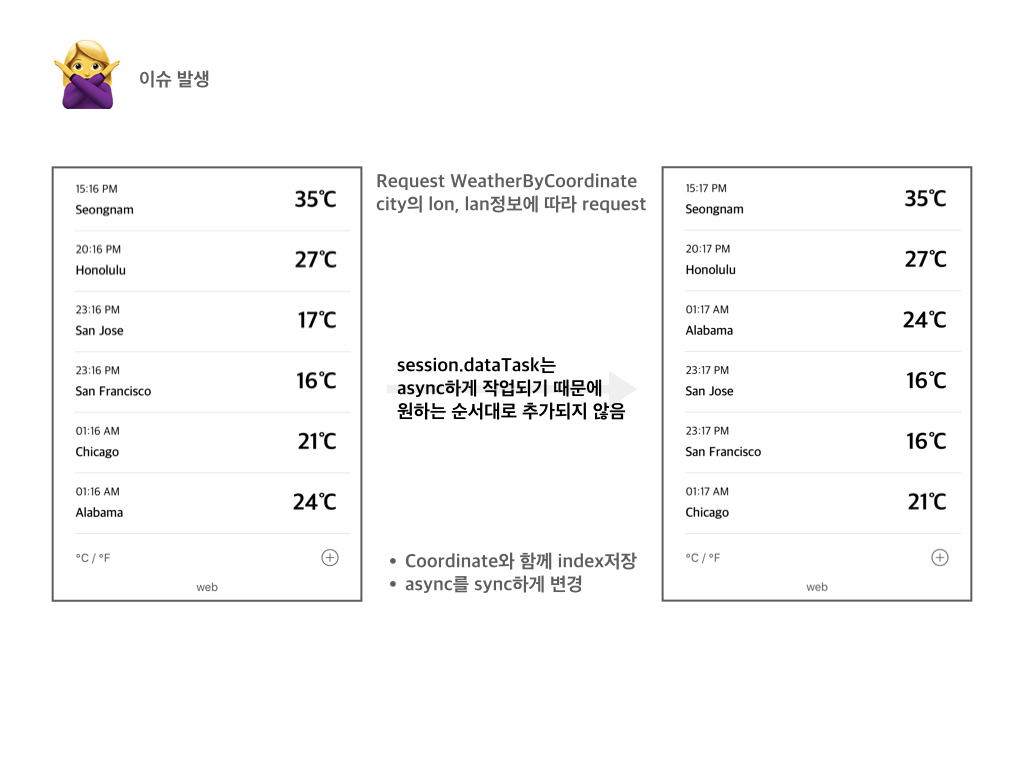 이슈 발생
15:16 PM
Seongnam
35℃
20:16 PM
Honolulu
27℃
23:16 PM
San Jose
17℃
23:16 PM
San Francisco
16℃
01:16 AM
Chicago
21℃
01:16 AM
Alabama
24℃
°C / °F
web
Request WeatherByCoordinate
city의 lon, lan정보에 따라 request
session.dataTask는
async하게 작업되기 때문에
원하는 순서대로 추가되지 않음
• Coordinate와 함께 index저장
• async를 sync하게 변경
15:17 PM
Seongnam
35℃
20:17 PM
Honolulu
27℃
01:17 AM
Alabama
24℃
23:17 PM
San Jose
16℃
23:17 PM
San Francisco
16℃
01:17 AM
Chicago
21℃
°C / °F
web